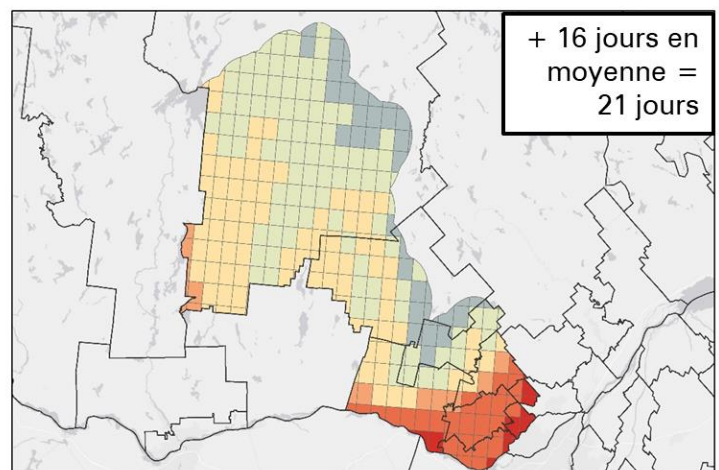 + 16 jours en
moyenne =
21 jours